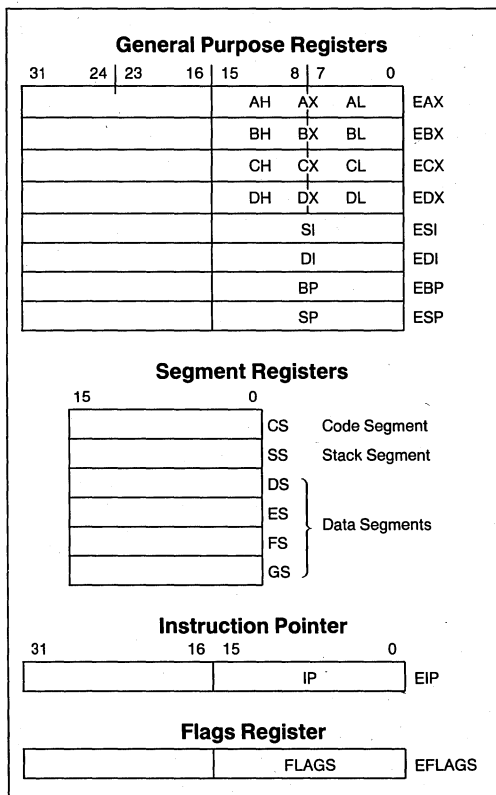 General Purpose Registers
31 24 23 16 15 8 7 0
AH AX AL EAX
BH BX BL EBX
CH CX CL ECX
DH DX DL EDX
SI ESI
DI EDI
BP EBP
SP ESP
Segment Registers
15 0
CS Code Segment
SS Stack Segment
DS
ES
FS
GS
Data Segments
Instruction Pointer
31 16 15 0
IP EIP
Flags Register
FLAGS EFLAGS